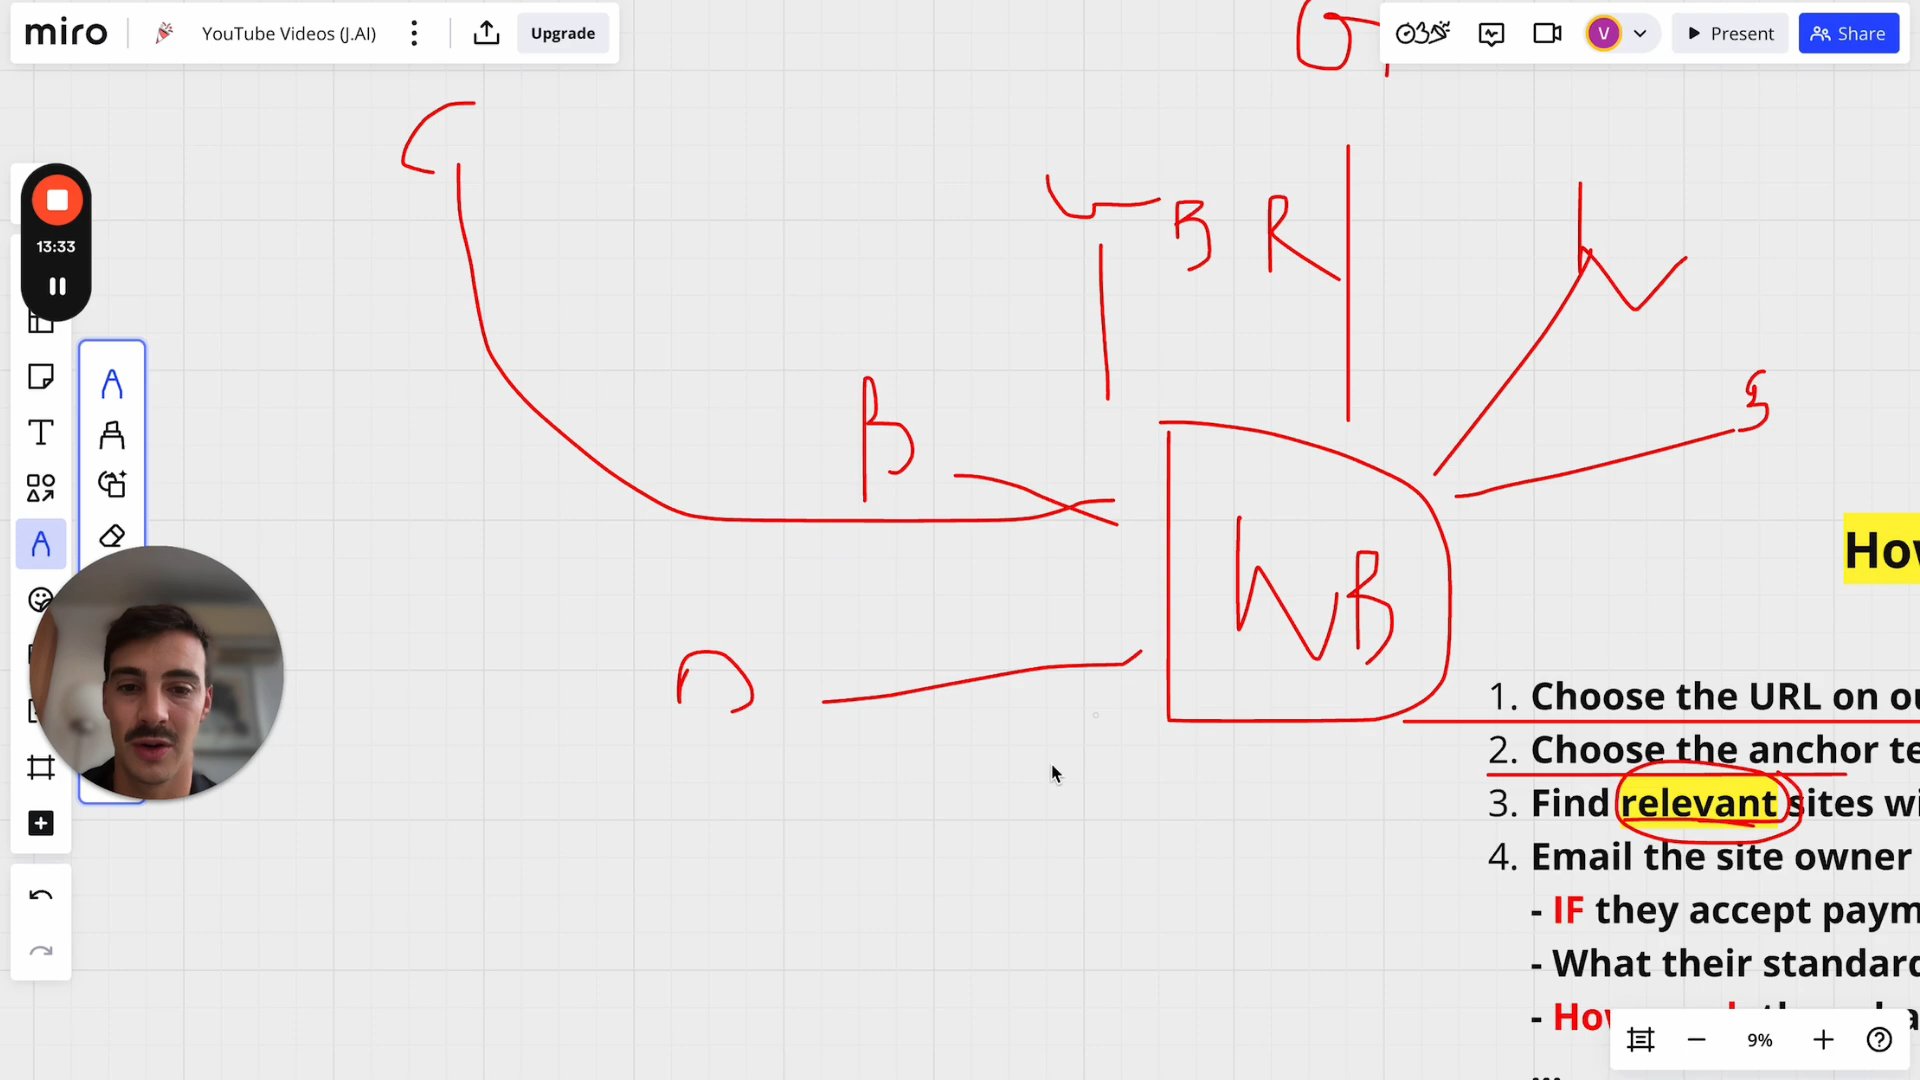 miro
YouTube Videos (J.AI)
Upgrade
V
Present
Share
13:33
B R
W
B
WB
How
1. Choose the URL on ou
2. Choose the anchor te
3. Find relevant sites wi
4. Email the site owner
- IF they accept paym
- What their standard
- How
9%
...